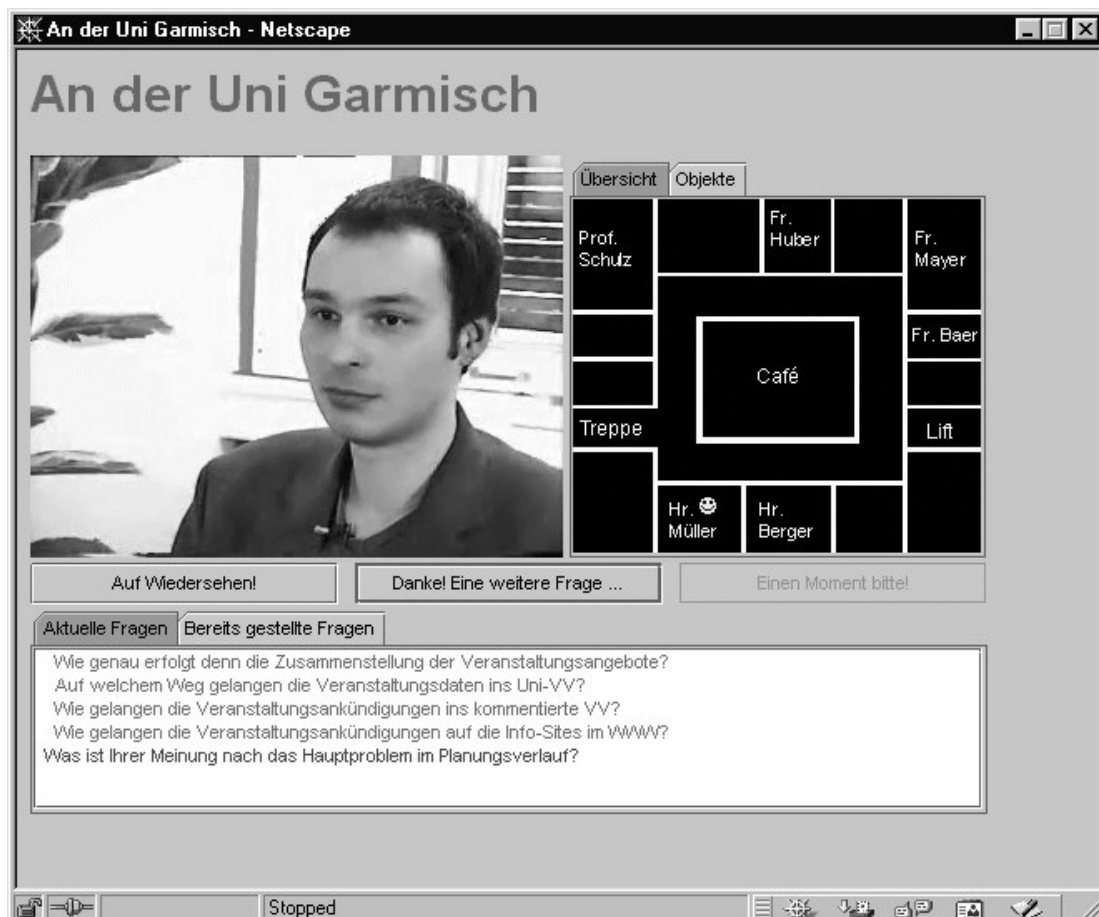 An der Uni Garmisch - Netscape
An der Uni Garmisch
Übersicht
Objekte
Prof.
Schulz
Fr.
Huber
Fr.
Mayer
Fr. Baer
Café
Treppe
Lift
Hr.
Müller
Hr.
Berger
Auf Wiedersehen!
Danke! Eine weitere Frage ...
Einen Moment bitte!
Aktuelle Fragen
Bereits gestellte Fragen
Wie genau erfolgt denn die Zusammenstellung der Veranstaltungsangebote?
Auf welchem Weg gelangen die Veranstaltungsdaten ins Uni-VV?
Wie gelangen die Veranstaltungsankündigungen ins kommentierte VV?
Wie gelangen die Veranstaltungsankündigungen auf die Info-Sites im WWW?
Was ist Ihrer Meinung nach das Hauptproblem im Planungsverlauf?
Stopped